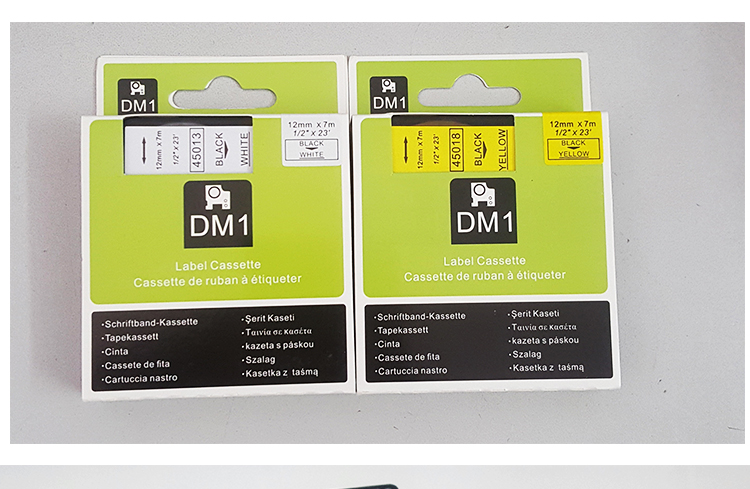 DM1
12mm x 7m
1/2" x 23'
45013
BLACK
WHITE
12mm x 7m
1/2" x 23'
BLACK
WHITE
DM1
Label Cassette
Cassette de ruban à étiqueter
·Schriftband-Kassette
·Tapekassett
·Cinta
·Cassete de fita
·Cartuccia nastro
·Şerit Kaseti
·Ταινία σε κασέτα
·kazeta s páskou
·Szalag
·Kasetka z taśmą
DM1
12mm x 7m
1/2" x 23'
45018
BLACK
YELLOW
12mm x 7m
1/2" X 23'
BLACK
YELLOW
DM1
Label Cassette
Cassette de ruban à étiqueter
·Schriftband-Kassette
·Tapekassett
·Cinta
·Cassete de fita
·Cartuccia nastro
·Şerit Kaseti
·Ταινία σε κασέτα
·kazeta s páskou
·Szalag
·Kasetka z taśmą